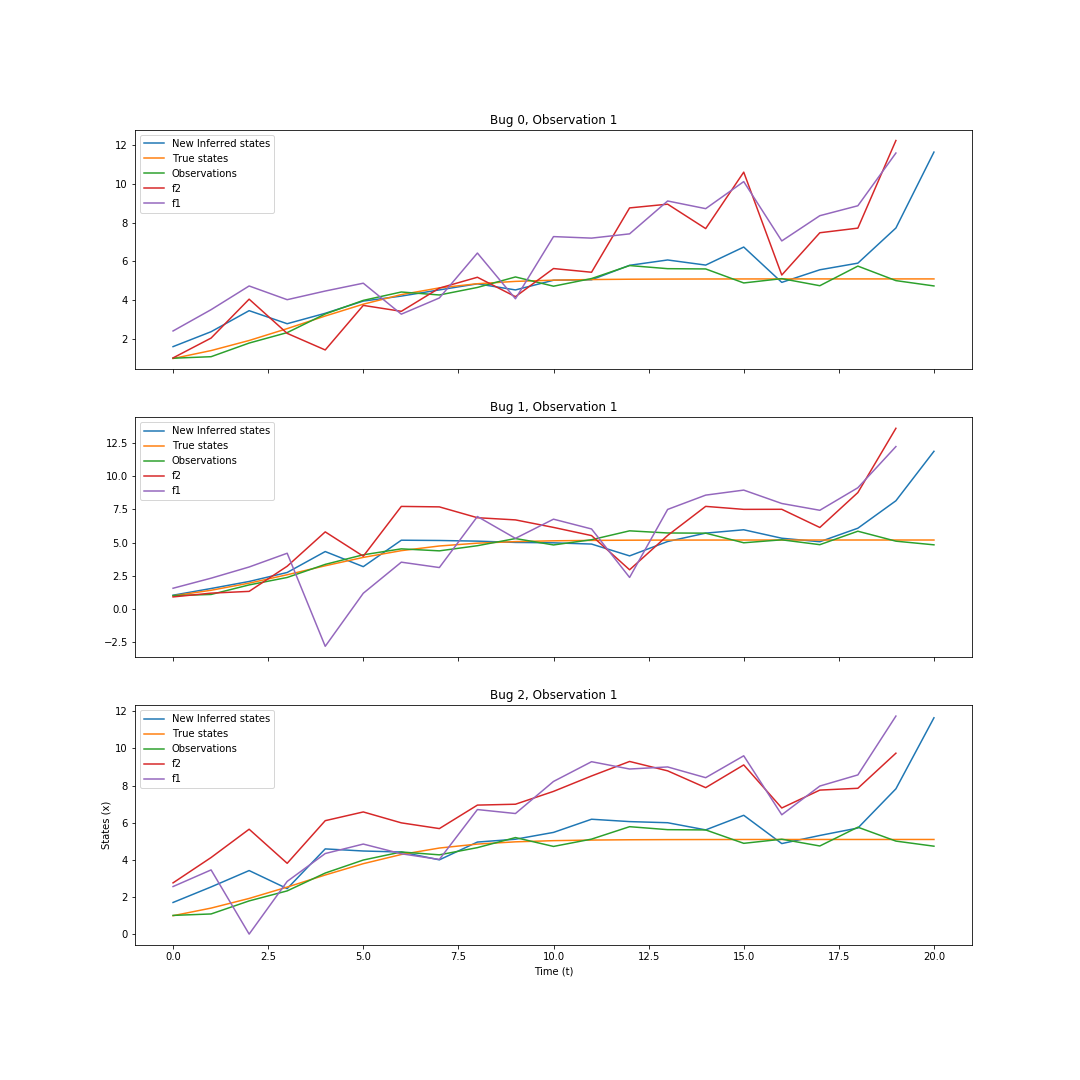 Bug 0, Observation 1
12
10
8
6
4
2
New Inferred states
True states
Observations
f2
f1
Bug 1, Observation 1
12.5
10.0
7.5
5.0
2.5
0.0
−2.5
New Inferred states
True states
Observations
f2
f1
Bug 2, Observation 1
12
10
8
6
4
2
0
States (x)
New Inferred states
True states
Observations
f2
f1
0.0 2.5 5.0 7.5 10.0 12.5 15.0 17.5 20.0
Time (t)